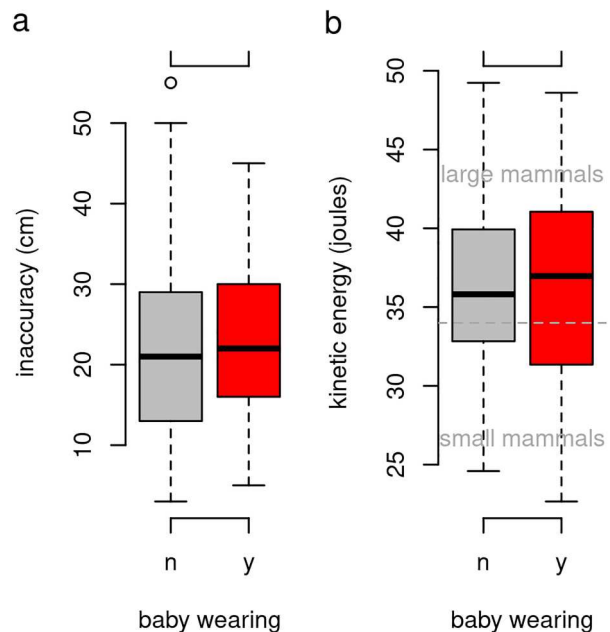 a
inaccuracy (cm)
50
40
30
20
10
n y
baby wearing
b
kinetic energy (joules)
50
45
40
35
30
25
large mammals
small mammals
n y
baby wearing